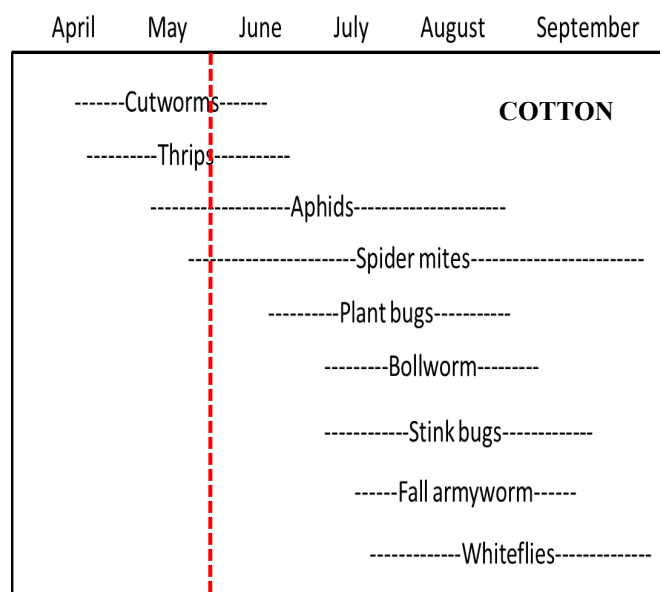 April May June July August September
-------Cutworms-------
COTTON
----------Thrips-----------
--------------------Aphids----------------------
------------------------Spider mites-------------------------
----------Plant bugs-----------
---------Bollworm---------
------------Stink bugs-------------
------Fall armyworm------
-------------Whiteflies--------------